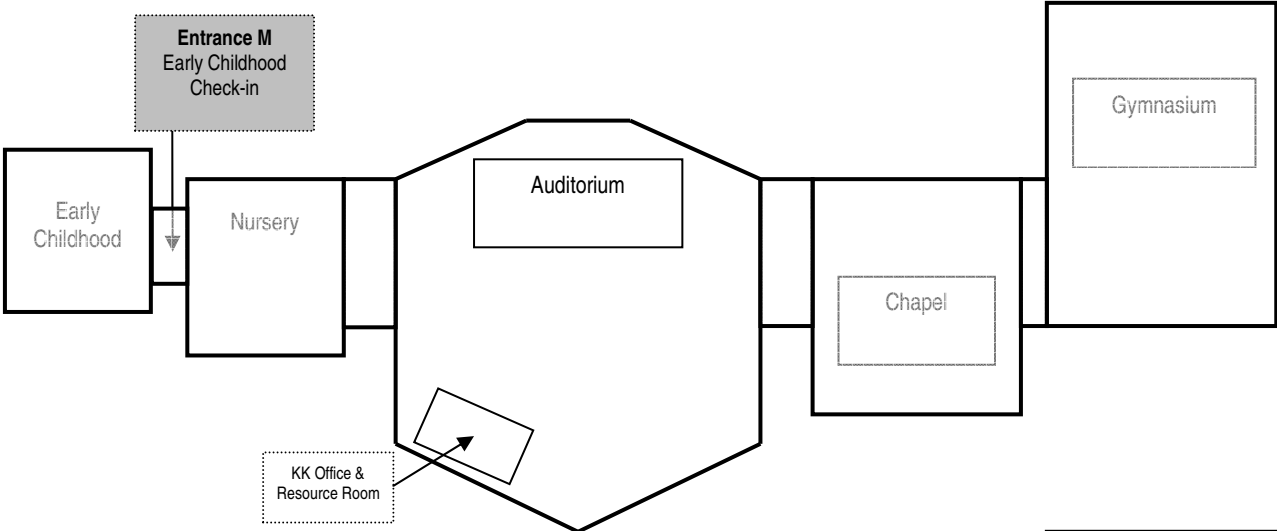 Entrance M
Early Childhood
Check-in
Gymnasium
Auditorium
Early
Childhood
Nursery
Chapel
KK Office &
Resource Room